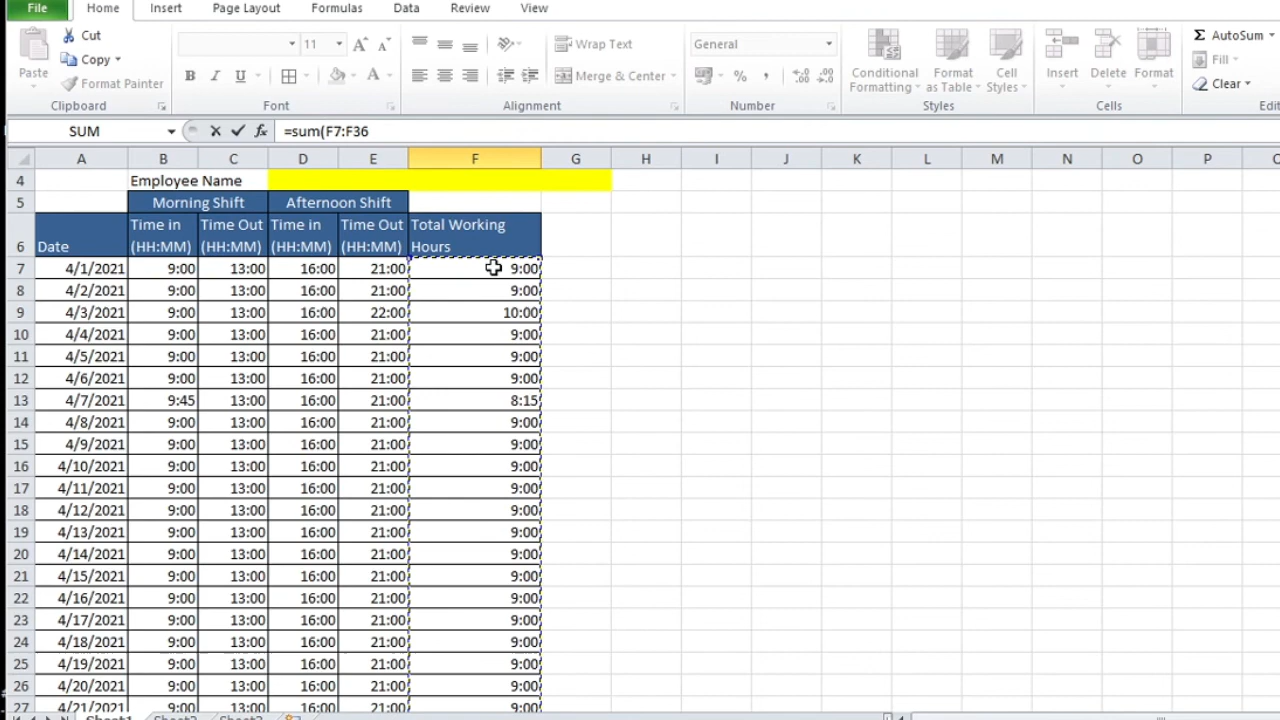 File Home Insert Page Layout Formulas Data Review View
Cut 11 Wrap Text General AutoSum
Paste Copy B I U Merge & Center % , Conditional Formatting Format as Table Cell Styles Insert Delete Format Fill
Format Painter Clear
Clipboard Font Alignment Number Styles Cells
SUM fx =sum(F7:F36
A B C D E F G H I J K L M N O P
4 Employee Name
5 Morning Shift Afternoon Shift
6 Date Time in (HH:MM) Time Out (HH:MM) Time in (HH:MM) Time Out (HH:MM) Total Working Hours
7 4/1/2021 9:00 13:00 16:00 21:00 9:00
8 4/2/2021 9:00 13:00 16:00 21:00 9:00
9 4/3/2021 9:00 13:00 16:00 22:00 10:00
10 4/4/2021 9:00 13:00 16:00 21:00 9:00
11 4/5/2021 9:00 13:00 16:00 21:00 9:00
12 4/6/2021 9:00 13:00 16:00 21:00 9:00
13 4/7/2021 9:45 13:00 16:00 21:00 8:15
14 4/8/2021 9:00 13:00 16:00 21:00 9:00
15 4/9/2021 9:00 13:00 16:00 21:00 9:00
16 4/10/2021 9:00 13:00 16:00 21:00 9:00
17 4/11/2021 9:00 13:00 16:00 21:00 9:00
18 4/12/2021 9:00 13:00 16:00 21:00 9:00
19 4/13/2021 9:00 13:00 16:00 21:00 9:00
20 4/14/2021 9:00 13:00 16:00 21:00 9:00
21 4/15/2021 9:00 13:00 16:00 21:00 9:00
22 4/16/2021 9:00 13:00 16:00 21:00 9:00
23 4/17/2021 9:00 13:00 16:00 21:00 9:00
24 4/18/2021 9:00 13:00 16:00 21:00 9:00
25 4/19/2021 9:00 13:00 16:00 21:00 9:00
26 4/20/2021 9:00 13:00 16:00 21:00 9:00
27 4/21/2021 9:00 13:00 16:00 21:00 9:00
Sheet1 Sheet2 Sheet3